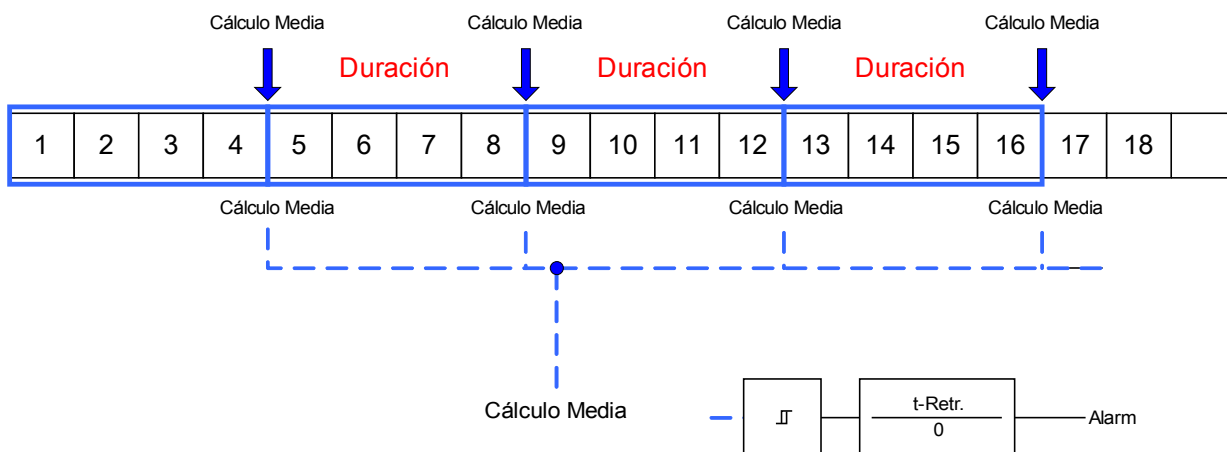 Cálculo Media Cálculo Media Cálculo Media Cálculo Media
Duración Duración Duración
1 2 3 4 5 6 7 8 9 10 11 12 13 14 15 16 17 18
Cálculo Media Cálculo Media Cálculo Media Cálculo Media
Cálculo Media
t-Retr.
0
Alarm